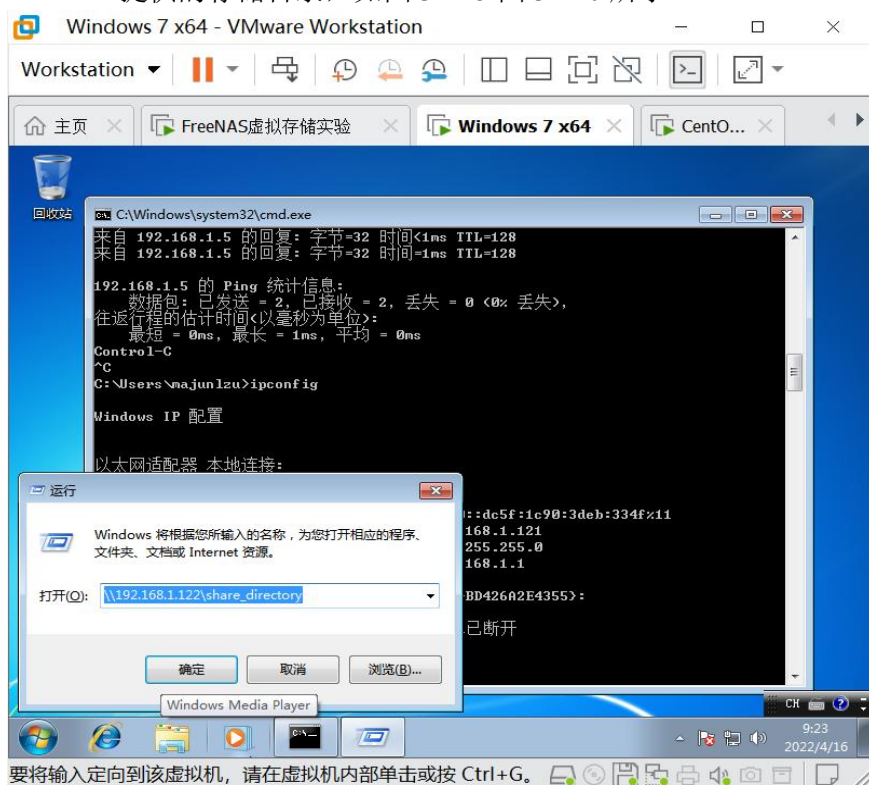 Windows 7 x64 - VMware Workstation
Workstation
主页
FreeNAS虚拟存储实验
Windows 7 x64
CentO...
回收站
C:\Windows\system32\cmd.exe
来自 192.168.1.5 的回复: 字节=32 时间<1ms TTL=128
来自 192.168.1.5 的回复: 字节=32 时间=1ms TTL=128
192.168.1.5 的 Ping 统计信息:
数据包: 已发送 = 2, 已接收 = 2, 丢失 = 0 (0% 丢失),
往返行程的估计时间(以毫秒为单位):
最短 = 0ms, 最长 = 1ms, 平均 = 0ms
Control-C
^C
C:\Users\majunlzu>ipconfig
Windows IP 配置
以太网适配器 本地连接:
::dc5f:1c90:3deb:334f%11
168.1.121
255.255.0
168.1.1
BD426A2E4355}:
已断开
运行
Windows 将根据您所输入的名称，为您打开相应的程序、
文件夹、文档或 Internet 资源。
打开(O): \\192.168.1.122\share_directory
确定 取消 浏览(B)...
Windows Media Player
CH
9:23
2022/4/16
要将输入定向到该虚拟机，请在虚拟机内部单击或按 Ctrl+G。